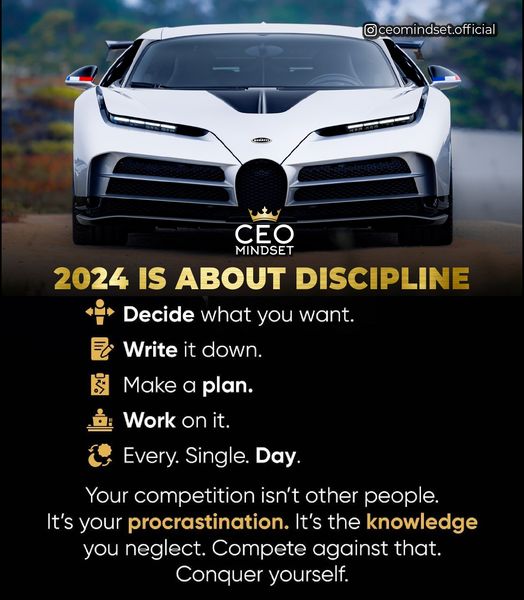 ceomindset.official
CEO
MINDSET
2024 IS ABOUT DISCIPLINE
Decide what you want.
Write it down.
Make a plan.
Work on it.
Every. Single. Day.
Your competition isn't other people.
It's your procrastination. It's the knowledge
you neglect. Compete against that.
Conquer yourself.